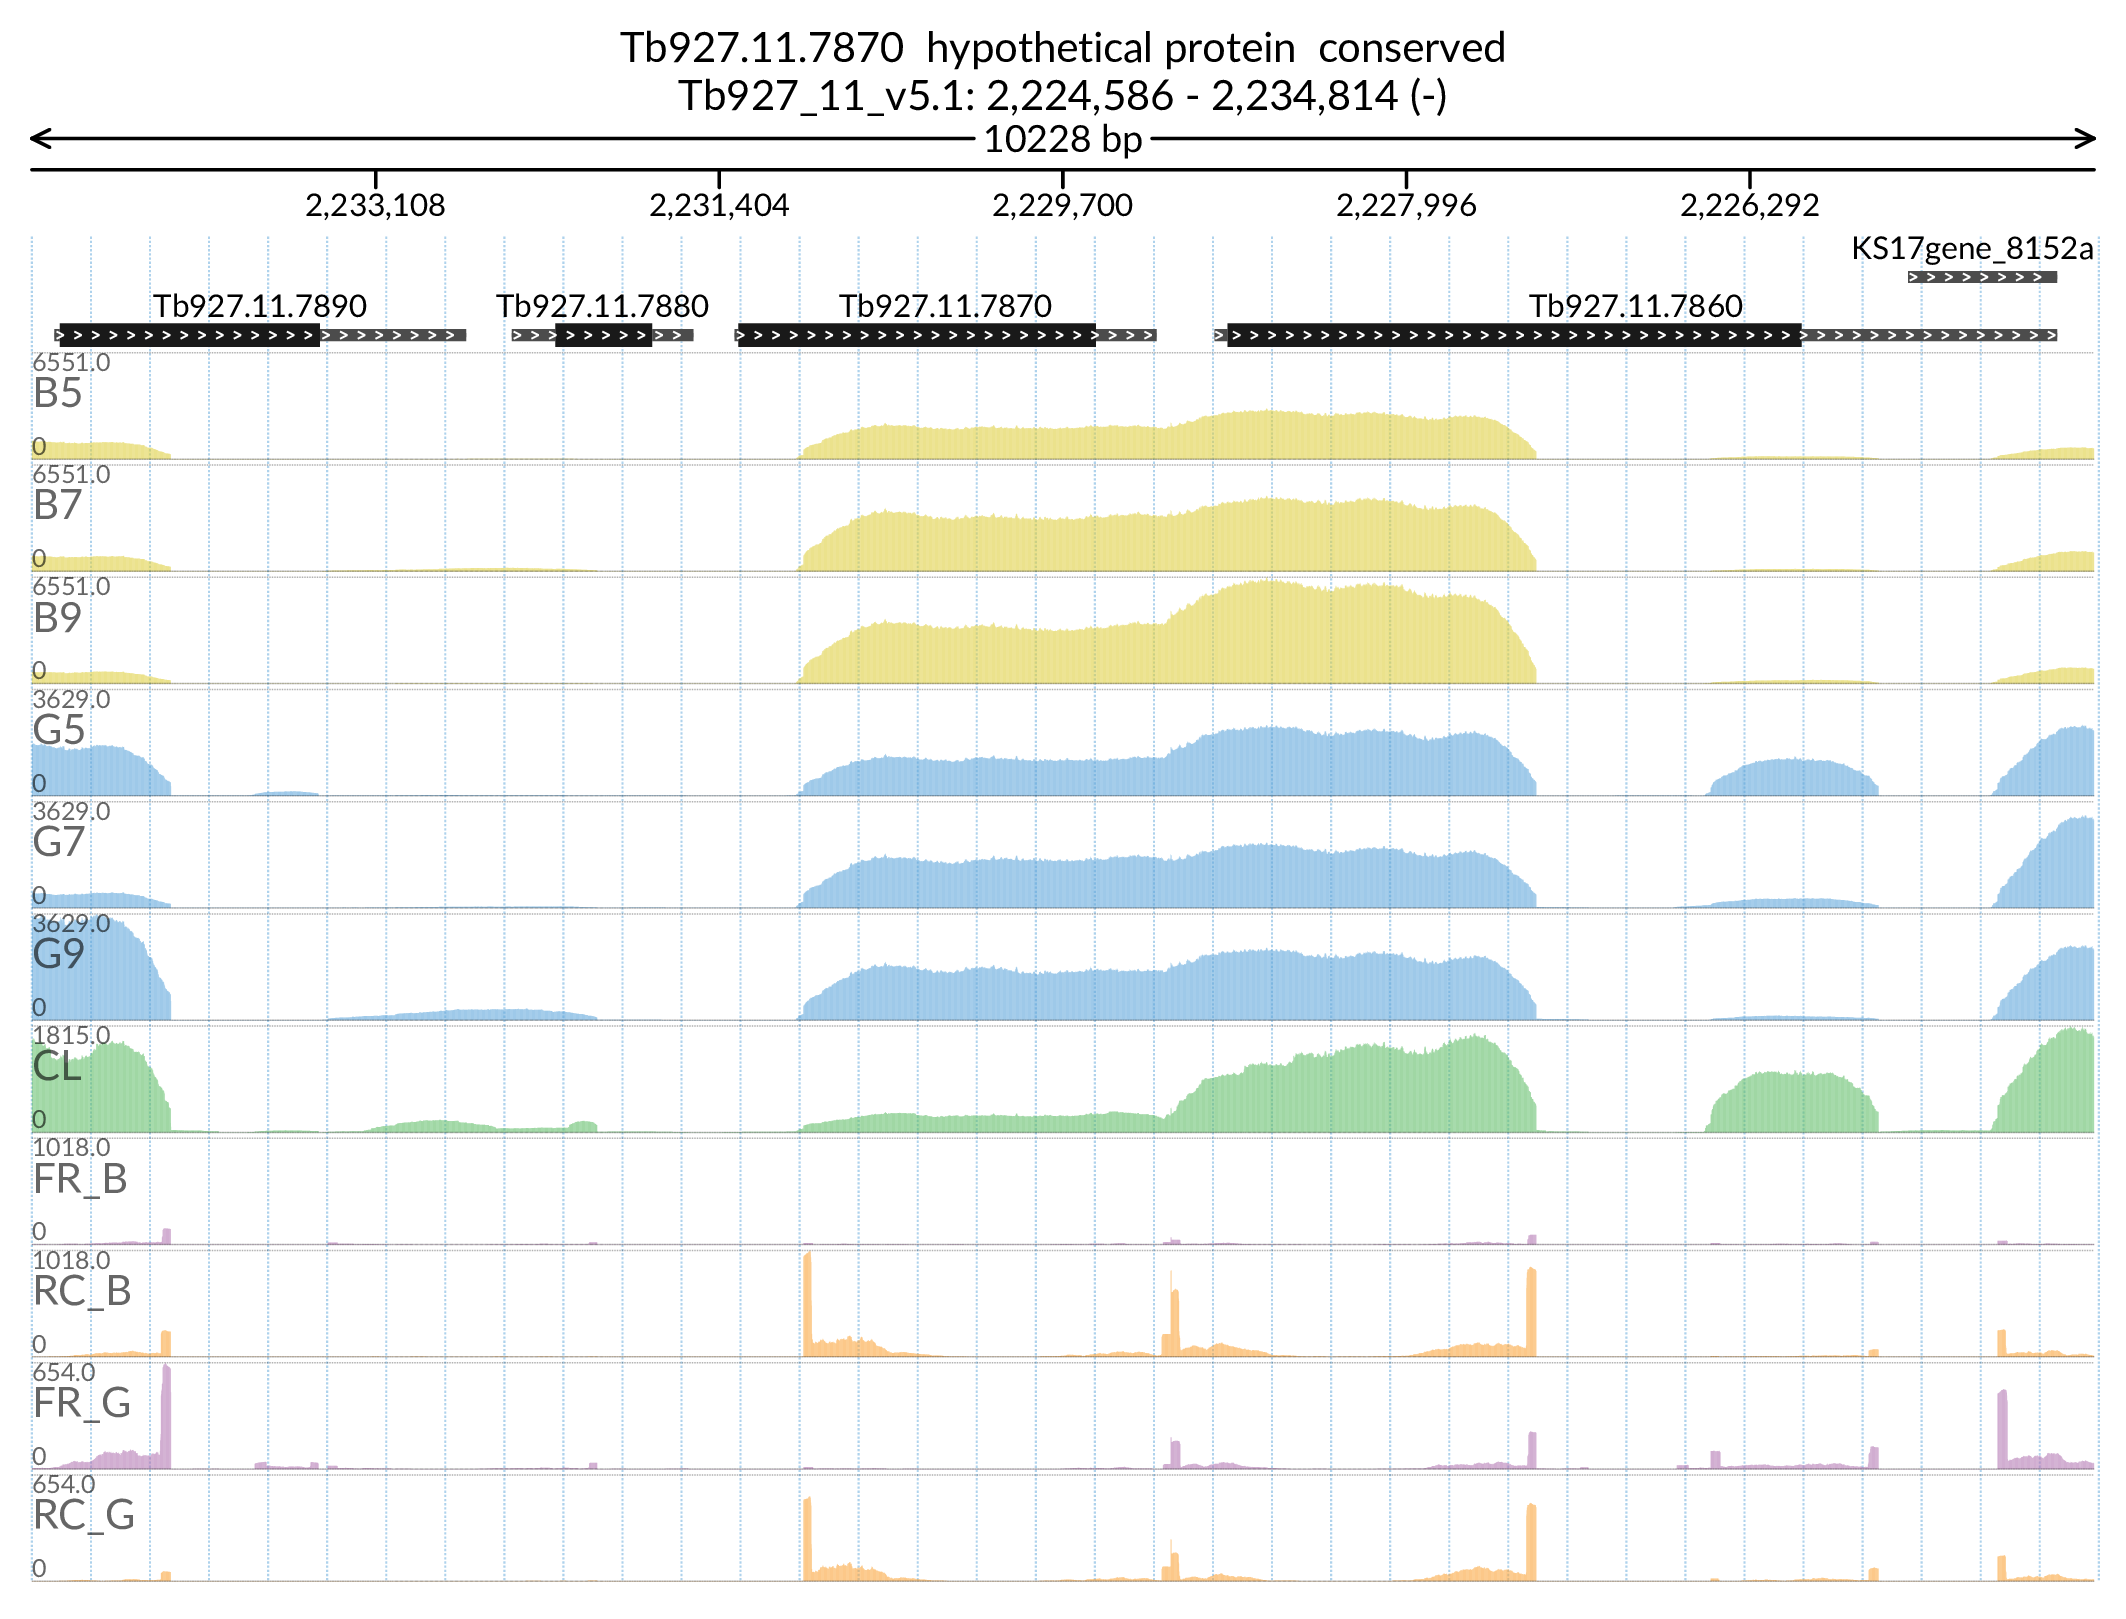 Tb927.11.7870  hypothetical protein  conserved
Tb927_11_v5.1: 2,224,586 - 2,234,814 (-)
10228 bp
2,233,108 2,231,404 2,229,700 2,227,996 2,226,292
KS17gene_8152a
Tb927.11.7890 Tb927.11.7880 Tb927.11.7870 Tb927.11.7860
6551.0
B5
0
6551.0
B7
0
6551.0
B9
0
3629.0
G5
0
3629.0
G7
0
3629.0
G9
0
1815.0
CL
0
1018.0
FR_B
0
1018.0
RC_B
0
654.0
FR_G
0
654.0
RC_G
0